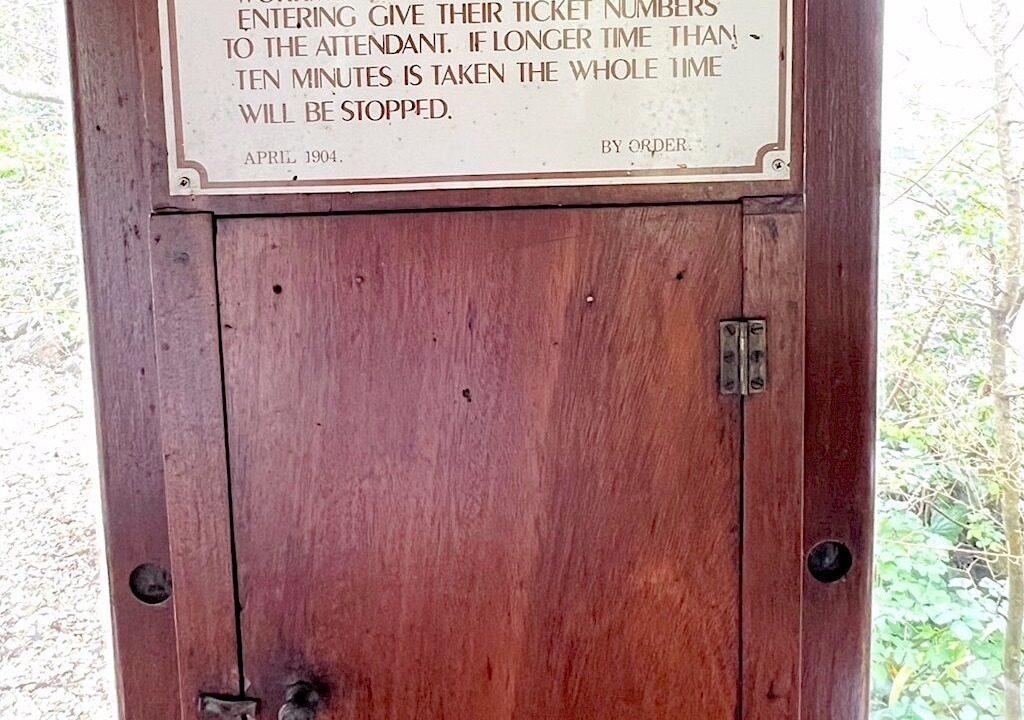 ENTERING GIVE THEIR TICKET NUMBERS
TO THE ATTENDANT. IF LONGER TIME THAN
TEN MINUTES IS TAKEN THE WHOLE TIME
WILL BE STOPPED.
APRIL 1904. BY ORDER.